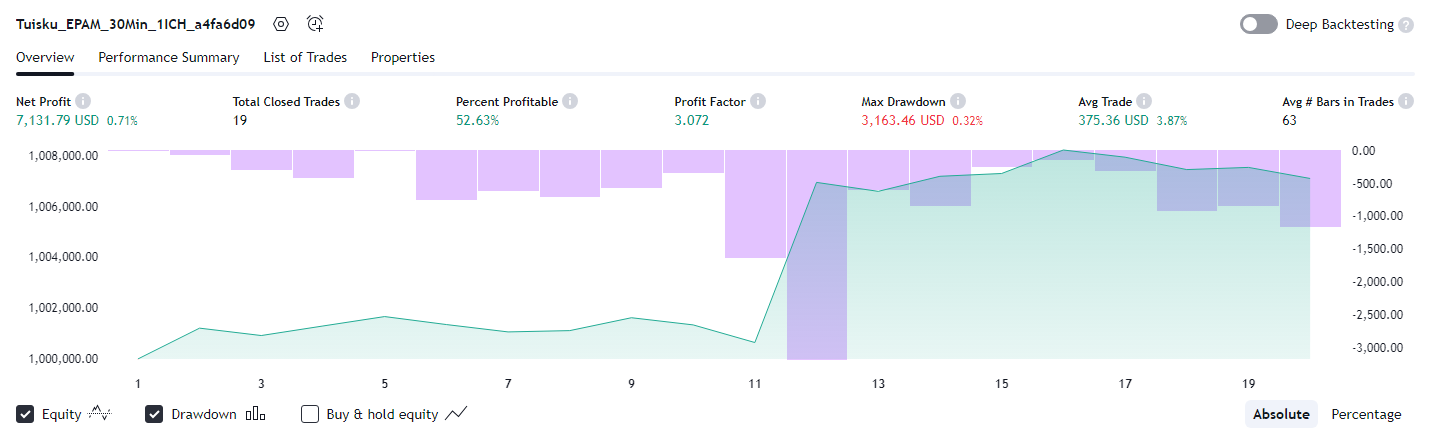 Tuisku_EPAM_30Min_1ICH_a4fa6d09 Deep Backtesting ?
Overview Performance Summary List of Trades Properties
Net Profit i Total Closed Trades i Percent Profitable i Profit Factor i Max Drawdown i Avg Trade i Avg # Bars in Trades i
7,131.79 USD 0.71% 19 52.63% 3.072 3,163.46 USD 0.32% 375.36 USD 3.87% 63
1,008,000.00 0.00
-500.00
1,006,000.00 -1,000.00
1,004,000.00 -1,500.00
-2,000.00
1,002,000.00 -2,500.00
1,000,000.00 -3,000.00
1 3 5 7 9 11 13 15 17 19
Equity Drawdown Buy & hold equity Absolute Percentage